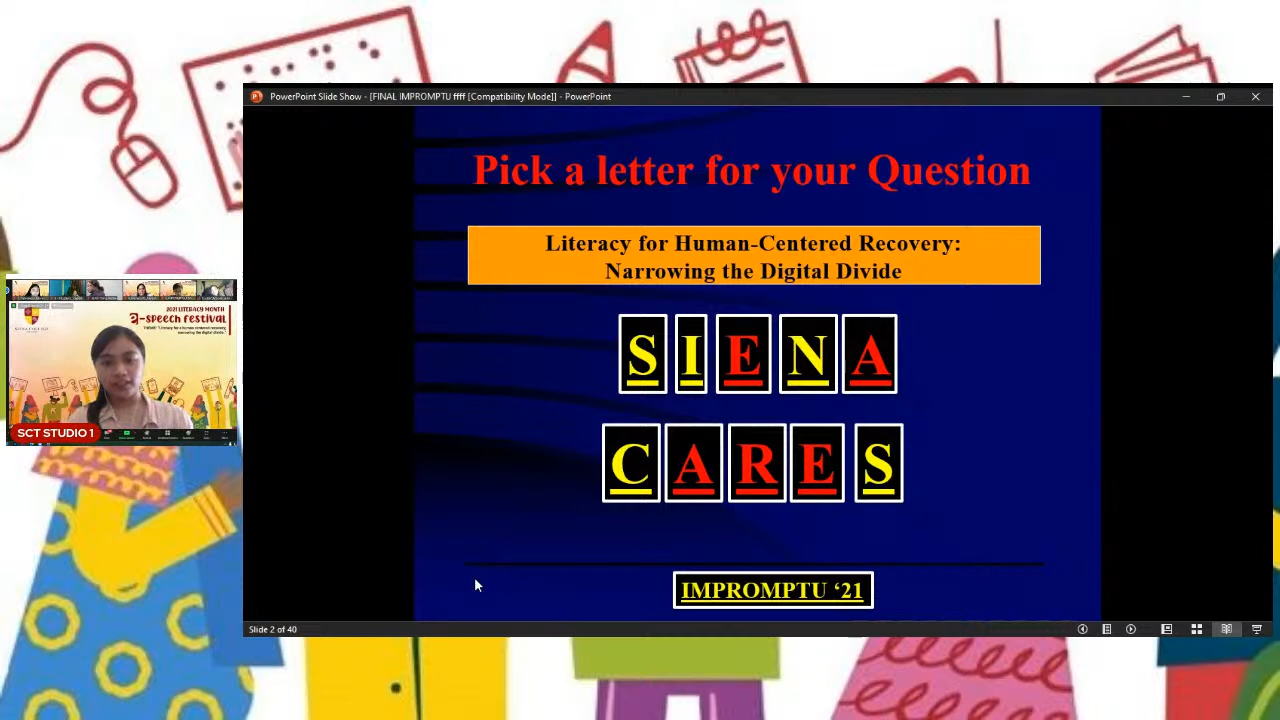 PowerPoint Slide Show - [FINAL IMPROMPTU ffff [Compatibility Mode]] - PowerPoint
Pick a letter for your Question
Literacy for Human-Centered Recovery:
Narrowing the Digital Divide
S I E N A
C A R E S
IMPROMPTU ‘21
Slide 2 of 40
2021 LITERACY MONTH
E-SPEECH FESTIVAL
SCT STUDIO 1